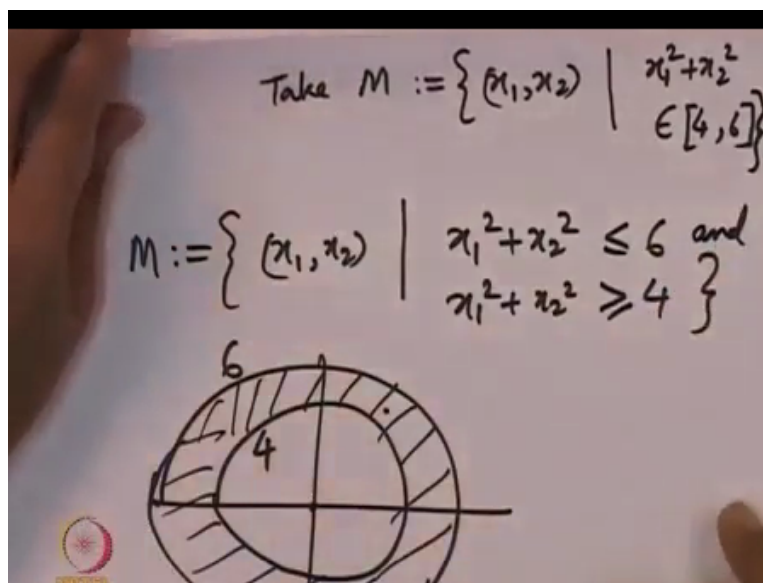 Take M := { (x₁, x₂) | x₁² + x₂² ∈ [4, 6] }
M := { (x₁, x₂) | x₁² + x₂² ≤ 6 and
x₁² + x₂² ≥ 4 }
6
4